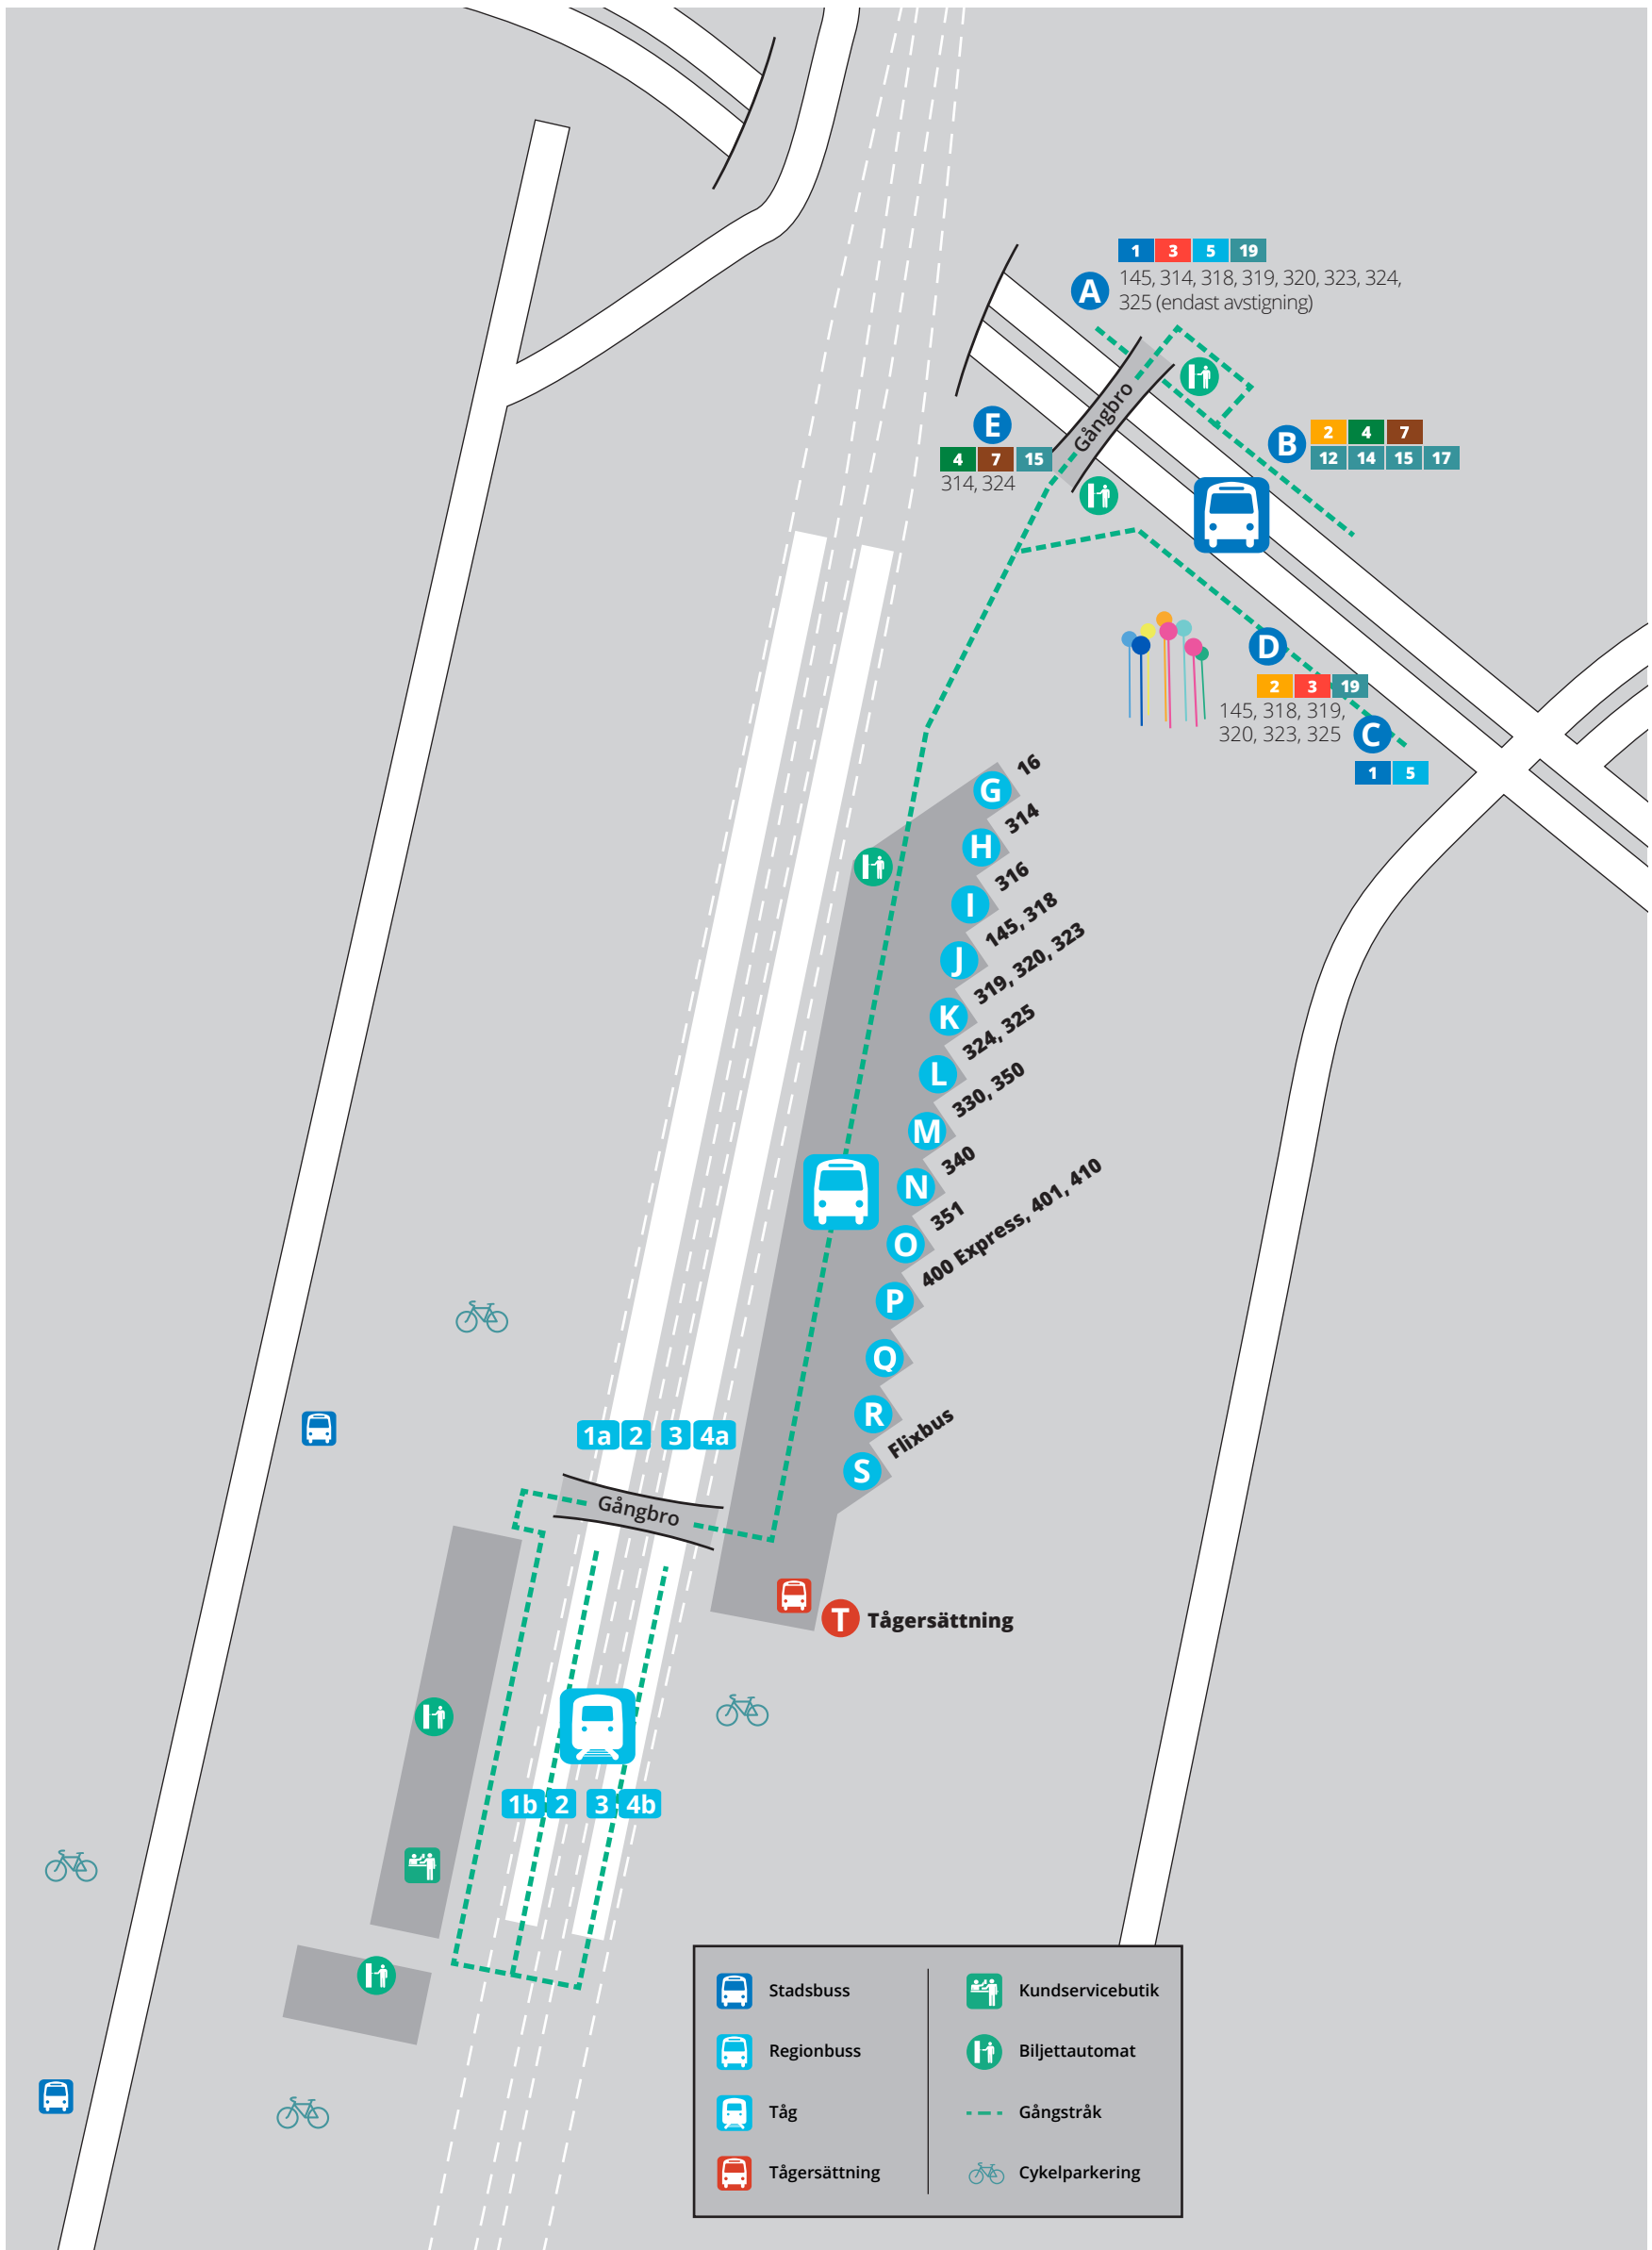 1 3 5 19
A
145, 314, 318, 319, 320, 323, 324,
325 (endast avstigning)
Gångbro
E
4 7 15
314, 324
B
2 4 7
12 14 15 17
D
2 3 19
145, 318, 319,
320, 323, 325
C
1 5
G 16
H 314
I 316
J 145, 318
K 319, 320, 323
L 324, 325
M 330, 350
N 340
O 351
P 400 Express, 401, 410
Q
R
S Flixbus
1a 2 3 4a
Gångbro
T Tågersättning
1b 2 3 4b
Stadsbuss
Regionbuss
Tåg
Tågersättning
Kundservicebutik
Biljettautomat
Gångstråk
Cykelparkering